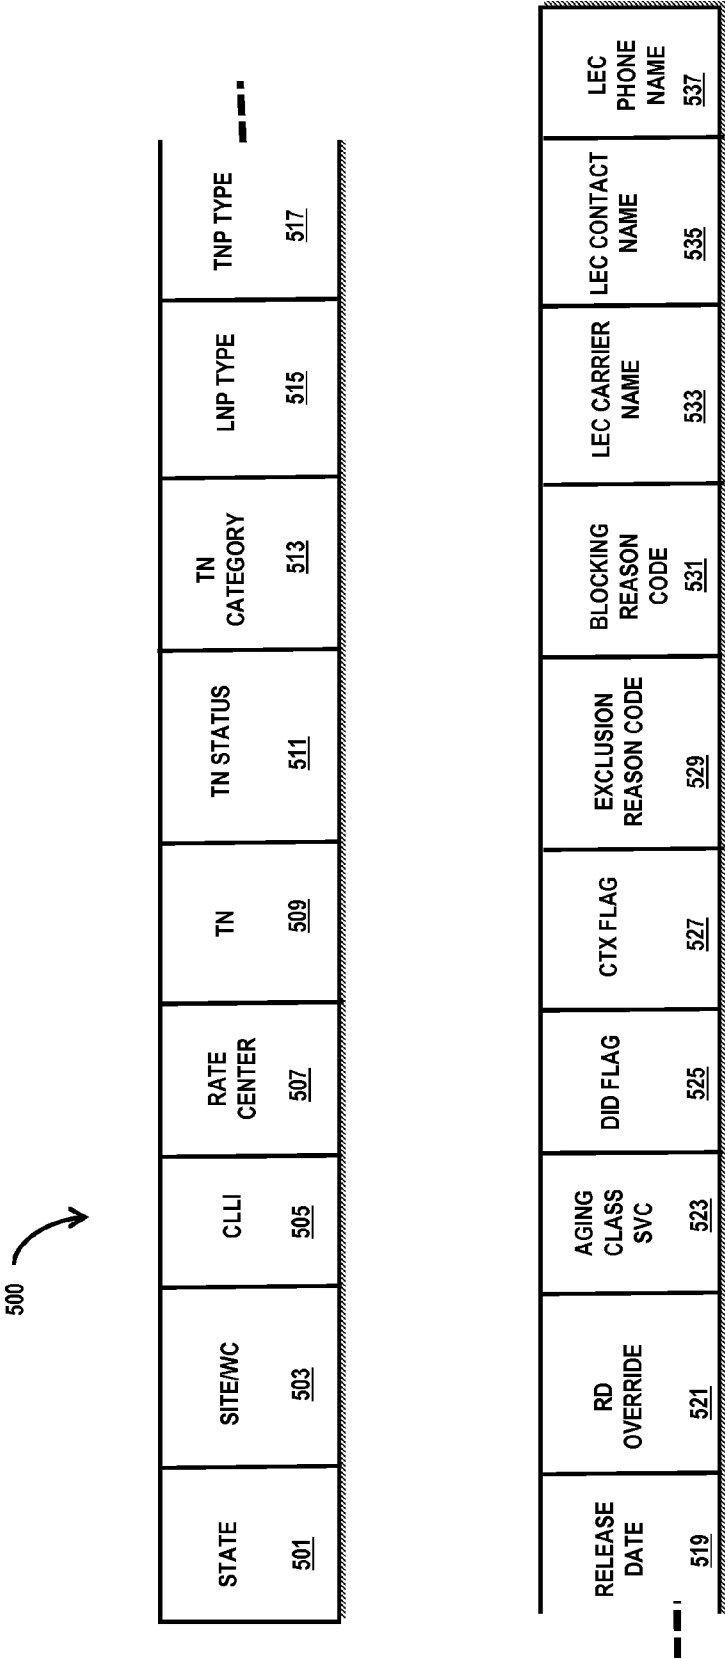 500
STATE
501
SITE/WC
503
CLLI
505
RATE
CENTER
507
TN
509
TN STATUS
511
TN
CATEGORY
513
LNP TYPE
515
TNP TYPE
517
RELEASE
DATE
519
RD
OVERRIDE
521
AGING
CLASS
SVC
523
DID FLAG
525
CTX FLAG
527
EXCLUSION
REASON CODE
529
BLOCKING
REASON
CODE
531
LEC CARRIER
NAME
533
LEC CONTACT
NAME
535
LEC
PHONE
NAME
537